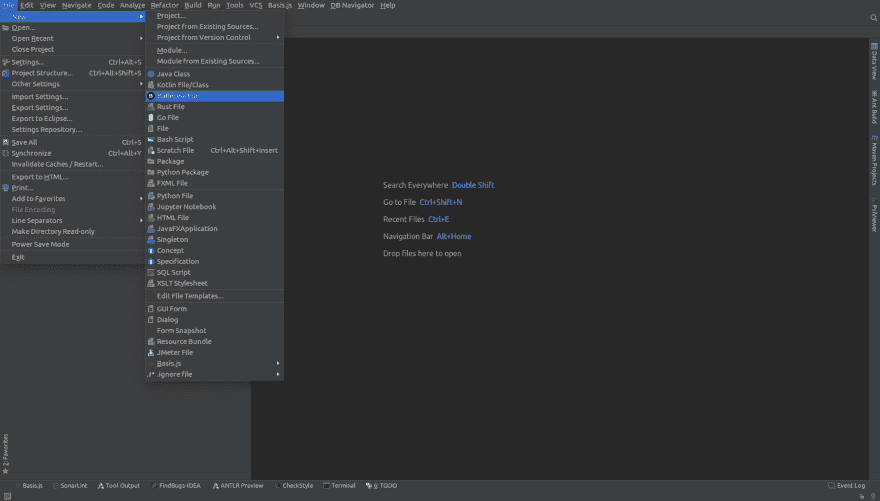 File Edit View Navigate Code Analyze Refactor Build Run Tools VCS Basis.js Window DB Navigator Help
New
Open...
Open Recent
Close Project
Settings... Ctrl+Alt+S
Project Structure... Ctrl+Alt+Shift+S
Other Settings
Import Settings...
Export Settings...
Export to Eclipse...
Settings Repository...
Save All Ctrl+S
Synchronize Ctrl+Alt+Y
Invalidate Caches / Restart...
Export to HTML...
Print...
Add to Favorites
File Encoding
Line Separators
Make Directory Read-only
Power Save Mode
Exit
Project...
Project from Existing Sources...
Project from Version Control
Module...
Module from Existing Sources...
Java Class
Kotlin File/Class
Rust File
Go File
File
Bash Script
Scratch File Ctrl+Alt+Shift+Insert
Package
Python Package
FXML File
Python File
Jupyter Notebook
HTML File
JavaFXApplication
Singleton
Concept
Specification
SQL Script
XSLT Stylesheet
Edit File Templates...
GUI Form
Dialog
Form Snapshot
Resource Bundle
JMeter File
Basis.js
.ignore file
Search Everywhere Double Shift
Go to File Ctrl+Shift+N
Recent Files Ctrl+E
Navigation Bar Alt+Home
Drop files here to open
Data View
Ant Build
Maven Projects
PsiViewer
2: Favorites
Basis.js SonarLint Tool Output FindBugs-IDEA ANTLR Preview CheckStyle Terminal 6: TODO Event Log